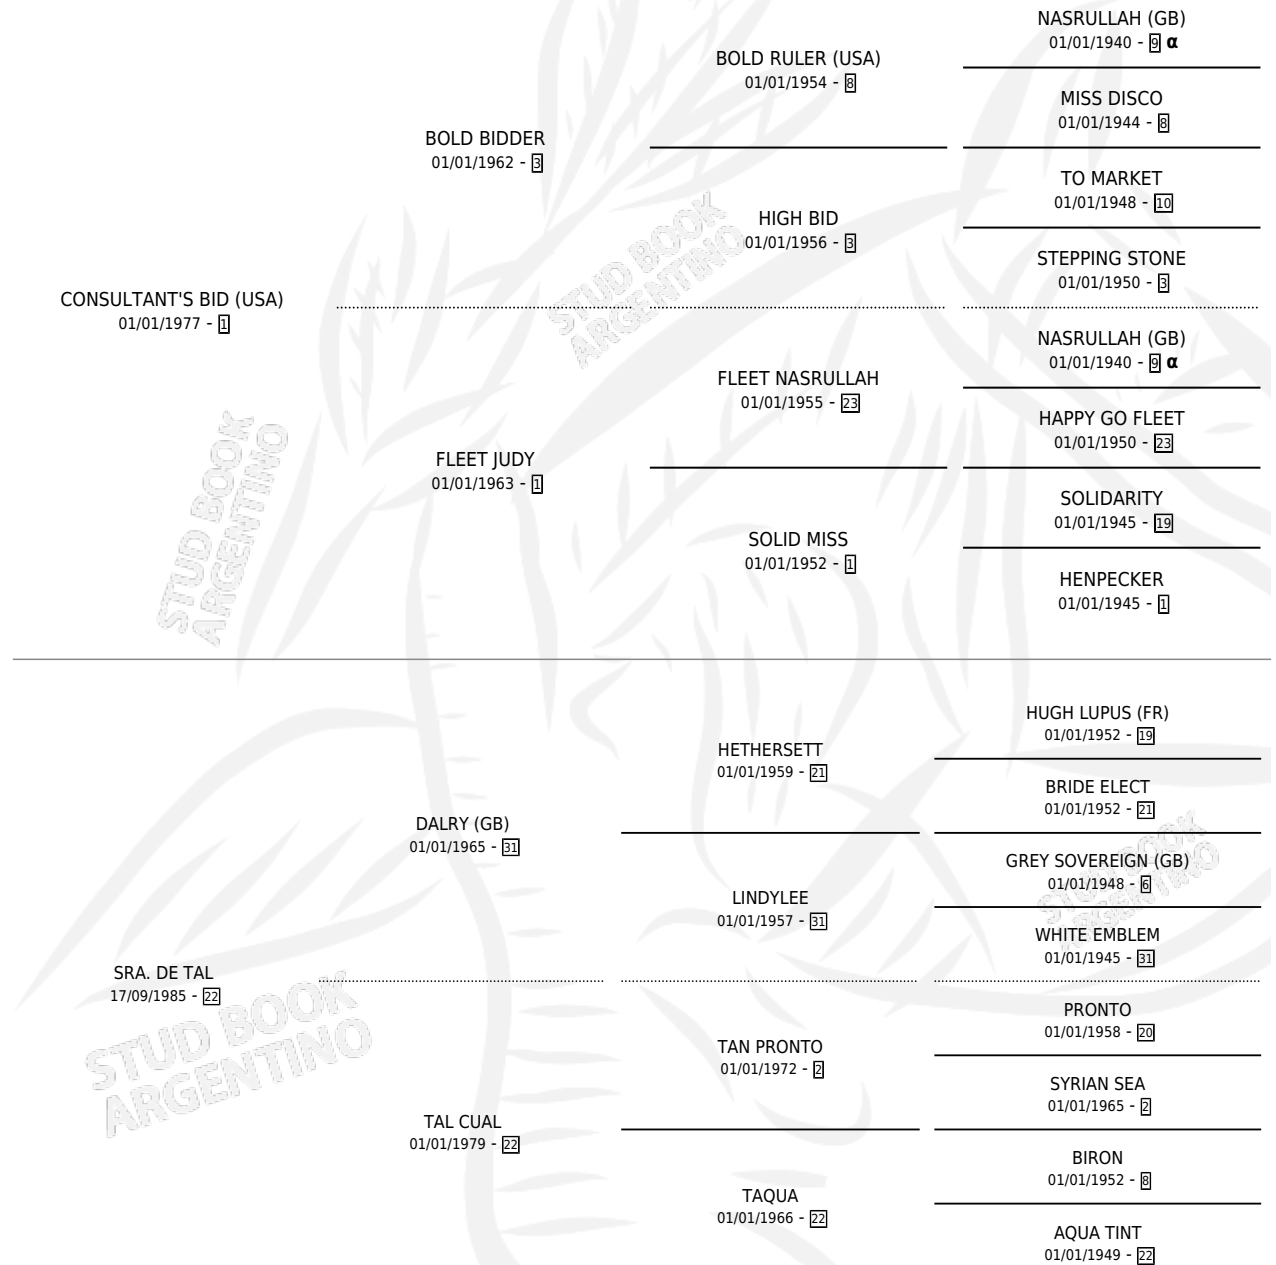 NASRULLAH (GB)
01/01/1940 - 9 α
BOLD RULER (USA)
01/01/1954 - 8
MISS DISCO
01/01/1944 - 8
BOLD BIDDER
01/01/1962 - 3
TO MARKET
01/01/1948 - 10
HIGH BID
01/01/1956 - 3
STEPPING STONE
01/01/1950 - 3
CONSULTANT'S BID (USA)
01/01/1977 - 1
NASRULLAH (GB)
01/01/1940 - 9 α
FLEET NASRULLAH
01/01/1955 - 23
HAPPY GO FLEET
01/01/1950 - 23
FLEET JUDY
01/01/1963 - 1
SOLIDARITY
01/01/1945 - 19
SOLID MISS
01/01/1952 - 1
HENPECKER
01/01/1945 - 1
HUGH LUPUS (FR)
01/01/1952 - 19
HETHERSETT
01/01/1959 - 21
BRIDE ELECT
01/01/1952 - 21
DALRY (GB)
01/01/1965 - 31
GREY SOVEREIGN (GB)
01/01/1948 - 6
LINDYLEE
01/01/1957 - 31
WHITE EMBLEM
01/01/1945 - 31
SRA. DE TAL
17/09/1985 - 22
PRONTO
01/01/1958 - 20
TAN PRONTO
01/01/1972 - 2
SYRIAN SEA
01/01/1965 - 2
TAL CUAL
01/01/1979 - 22
BIRON
01/01/1952 - 8
TAQUA
01/01/1966 - 22
AQUA TINT
01/01/1949 - 22
STUD BOOK
ARGENTINO
STUD BOOK
ARGENTINO
STUD BOOK
ARGENTINO
STUD BOOK
ARGENTINO